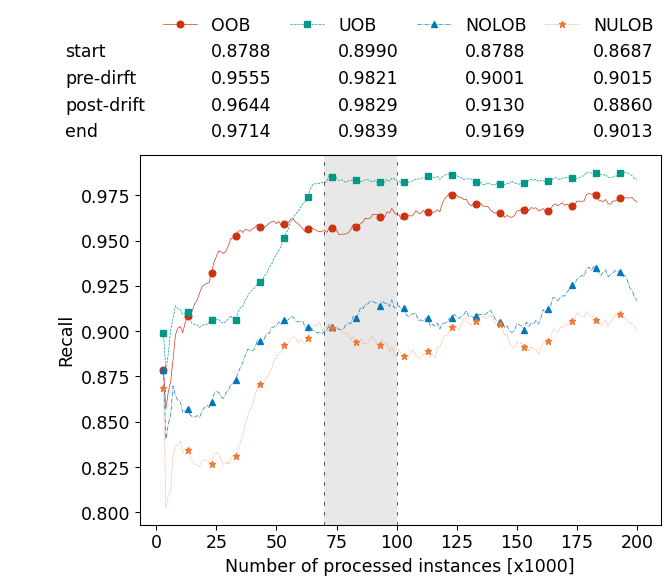 OOB UOB NOLOB NULOB
start 0.8788 0.8990 0.8788 0.8687
pre-dirft 0.9555 0.9821 0.9001 0.9015
post-drift 0.9644 0.9829 0.9130 0.8860
end 0.9714 0.9839 0.9169 0.9013
0.975
0.950
0.925
0.900
0.875
0.850
0.825
0.800
Recall
0 25 50 75 100 125 150 175 200
Number of processed instances [x1000]